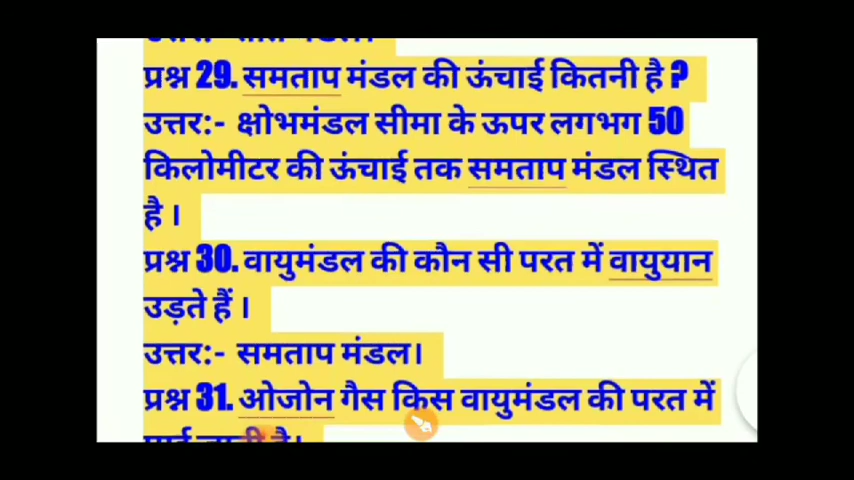 प्रश्न 29. समताप मंडल की ऊंचाई कितनी है ?
उत्तर:- क्षोभमंडल सीमा के ऊपर लगभग 50
किलोमीटर की ऊंचाई तक समताप मंडल स्थित
है ।
प्रश्न 30. वायुमंडल की कौन सी परत में वायुयान
उड़ते हैं ।
उत्तर:- समताप मंडल।
प्रश्न 31. ओजोन गैस किस वायुमंडल की परत में